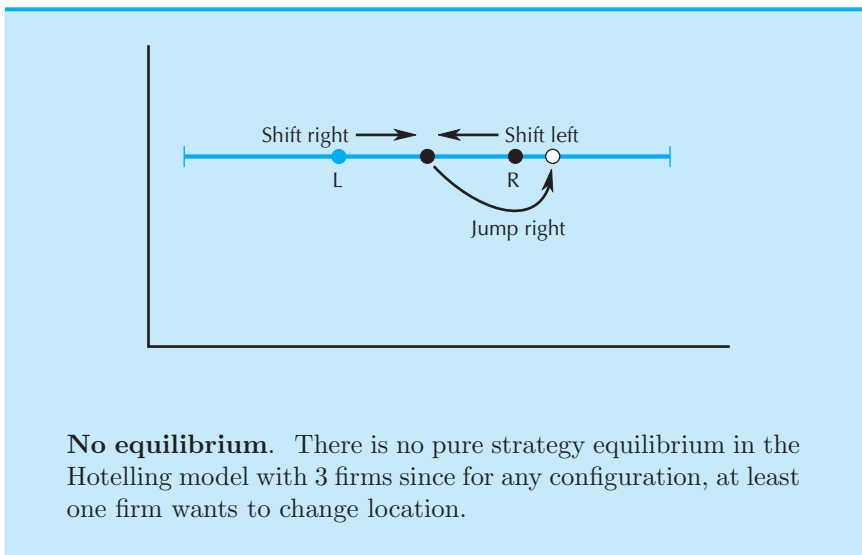 Shift right
Shift left
L
R
Jump right
No equilibrium. There is no pure strategy equilibrium in the
Hotelling model with 3 firms since for any configuration, at least
one firm wants to change location.